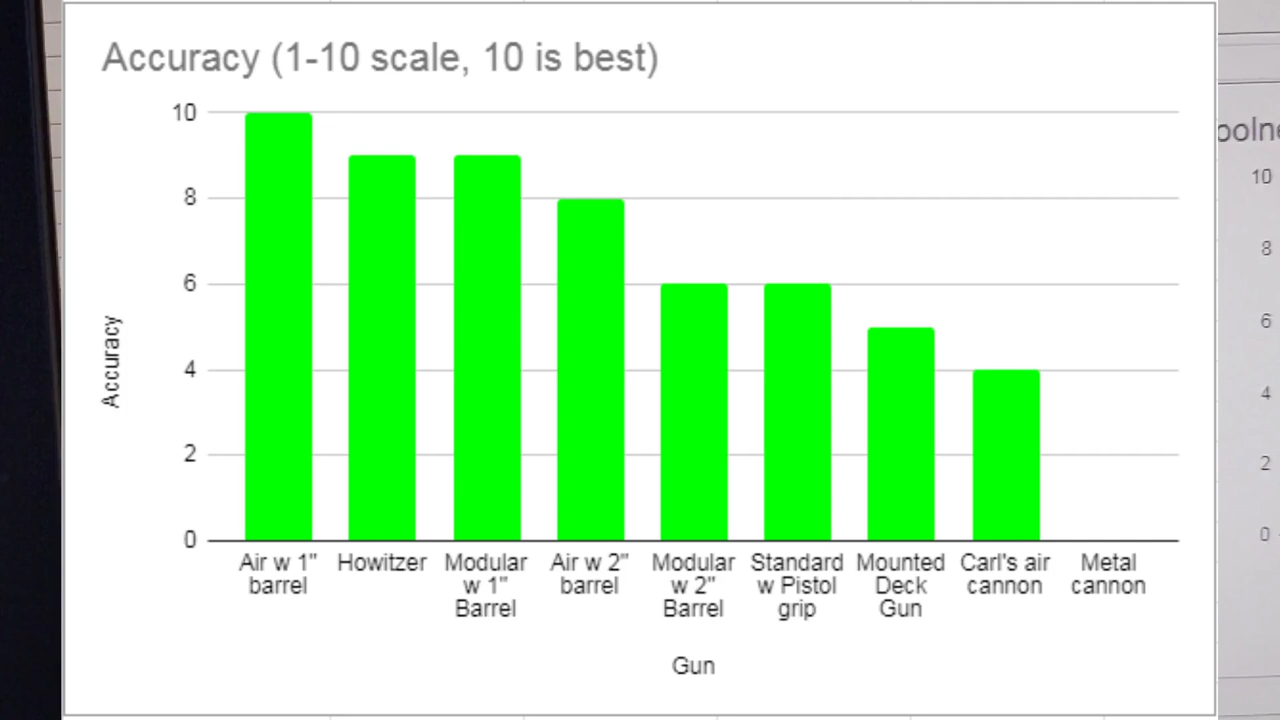 Accuracy (1-10 scale, 10 is best)
10
8
6
4
2
0
Accuracy
Air w 1"
barrel
Howitzer
Modular
w 1"
Barrel
Air w 2"
barrel
Modular
w 2"
Barrel
Standard
w Pistol
grip
Mounted
Deck
Gun
Carl's air
cannon
Metal
cannon
Gun
10
8
6
4
2
0